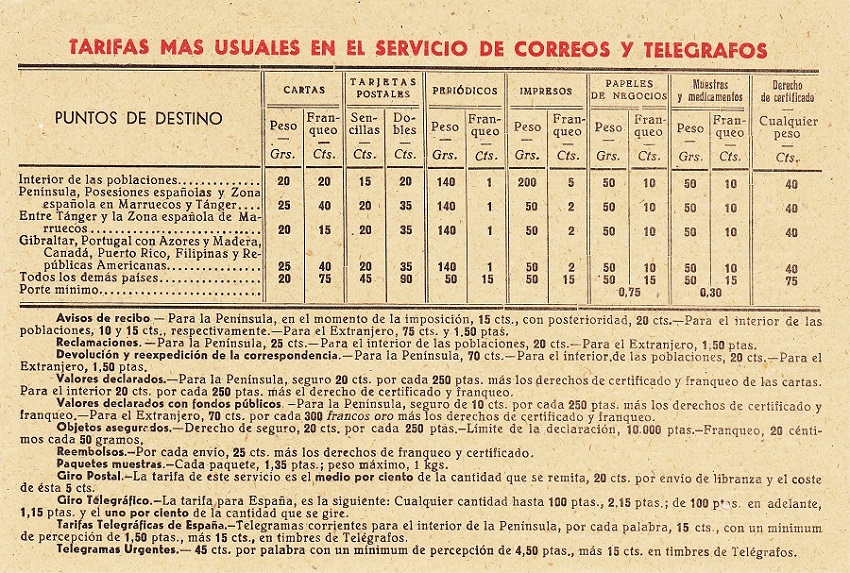 TARIFAS MAS USUALES EN EL SERVICIO DE CORREOS Y TELEGRAFOS
PUNTOS DE DESTINO CARTAS TARJETAS POSTALES PERIÓDICOS IMPRESOS PAPELES DE NEGOCIOS Muestras y medicamentos Derecho de certificado
Peso Franqueo Sencillas Dobles Peso Franqueo Peso Franqueo Peso Franqueo Peso Franqueo Cualquier peso
Grs. Cts. Cts. Cts. Grs. Cts. Grs. Cts. Grs. Cts. Grs. Cts. Cts.
Interior de las poblaciones.............. 20 20 15 20 140 1 200 5 50 10 50 10 40
Península, Posesiones españolas y Zona
española en Marruecos y Tánger.... 25 40 20 35 140 1 50 2 50 10 50 10 40
Entre Tánger y la Zona española de Ma-
rruecos............................ 20 15 20 35 140 1 50 2 50 10 50 10 40
Gibraltar, Portugal con Azores y Madera,
Canadá, Puerto Rico, Filipinas y Re-
públicas Americanas................ 25 40 20 35 140 1 50 2 50 10 50 10 40
Todos los demás países.............. 20 75 45 90 50 15 50 15 50 15 50 15 75
Porte mínimo........................ 0,75 0,30
Avisos de recibo.—Para la Península, en el momento de la imposición, 15 cts., con posterioridad, 20 cts.—Para el interior de las
poblaciones, 10 y 15 cts., respectivamente.—Para el Extranjero, 75 cts. y 1,50 ptas.
Reclamaciones.—Para la Península, 25 cts.—Para el interior de las poblaciones, 20 cts.—Para el Extranjero, 1,50 ptas.
Devolución y reexpedición de la correspondencia.—Para la Península, 70 cts.—Para el interior de las poblaciones, 20 cts.—Para el
Extranjero, 1,50 ptas.
Valores declarados.—Para la Península, seguro 20 cts. por cada 250 ptas. más los derechos de certificado y franqueo de las cartas.
Para el interior 20 cts. por cada 250 ptas. más el derecho de certificado y franqueo.
Valores declarados con fondos públicos.—Para la Península, seguro de 10 cts. por cada 250 ptas. más los derechos de certificado y
franqueo.—Para el Extranjero, 70 cts. por cada 300 francos oro más los derechos de certificado y franqueo.
Objetos asegurados.—Derecho de seguro, 20 cts. por cada 250 ptas.—Límite de la declaración, 10.000 ptas.—Franqueo, 20 cénti-
mos cada 50 gramos.
Reembolsos.—Por cada envío, 25 cts. más los derechos de franqueo y certificado.
Paquetes muestras.—Cada paquete, 1,35 ptas.; peso máximo, 1 kgs.
Giro Postal.—La tarifa de este servicio es el medio por ciento de la cantidad que se remita, 20 cts. por envío de libranza y el coste
de ésta 5 cts.
Giro Télegráfico.—La tarifa para España, es la siguiente: Cualquier cantidad hasta 100 ptas., 2,15 ptas.; de 100 ptas. en adelante,
1,15 ptas. y el uno por ciento de la cantidad que se gire.
Tarifas Telegráficas de España.—Telegramas corrientes para el interior de la Península, por cada palabra, 15 cts., con un minimum
de percepción de 1,50 ptas., más 15 cts., en timbres de Telégrafos.
Telegramas Urgentes.— 45 cts. por palabra con un minimum de percepción de 4,50 ptas., más 15 cts. en timbres de Telégrafos.